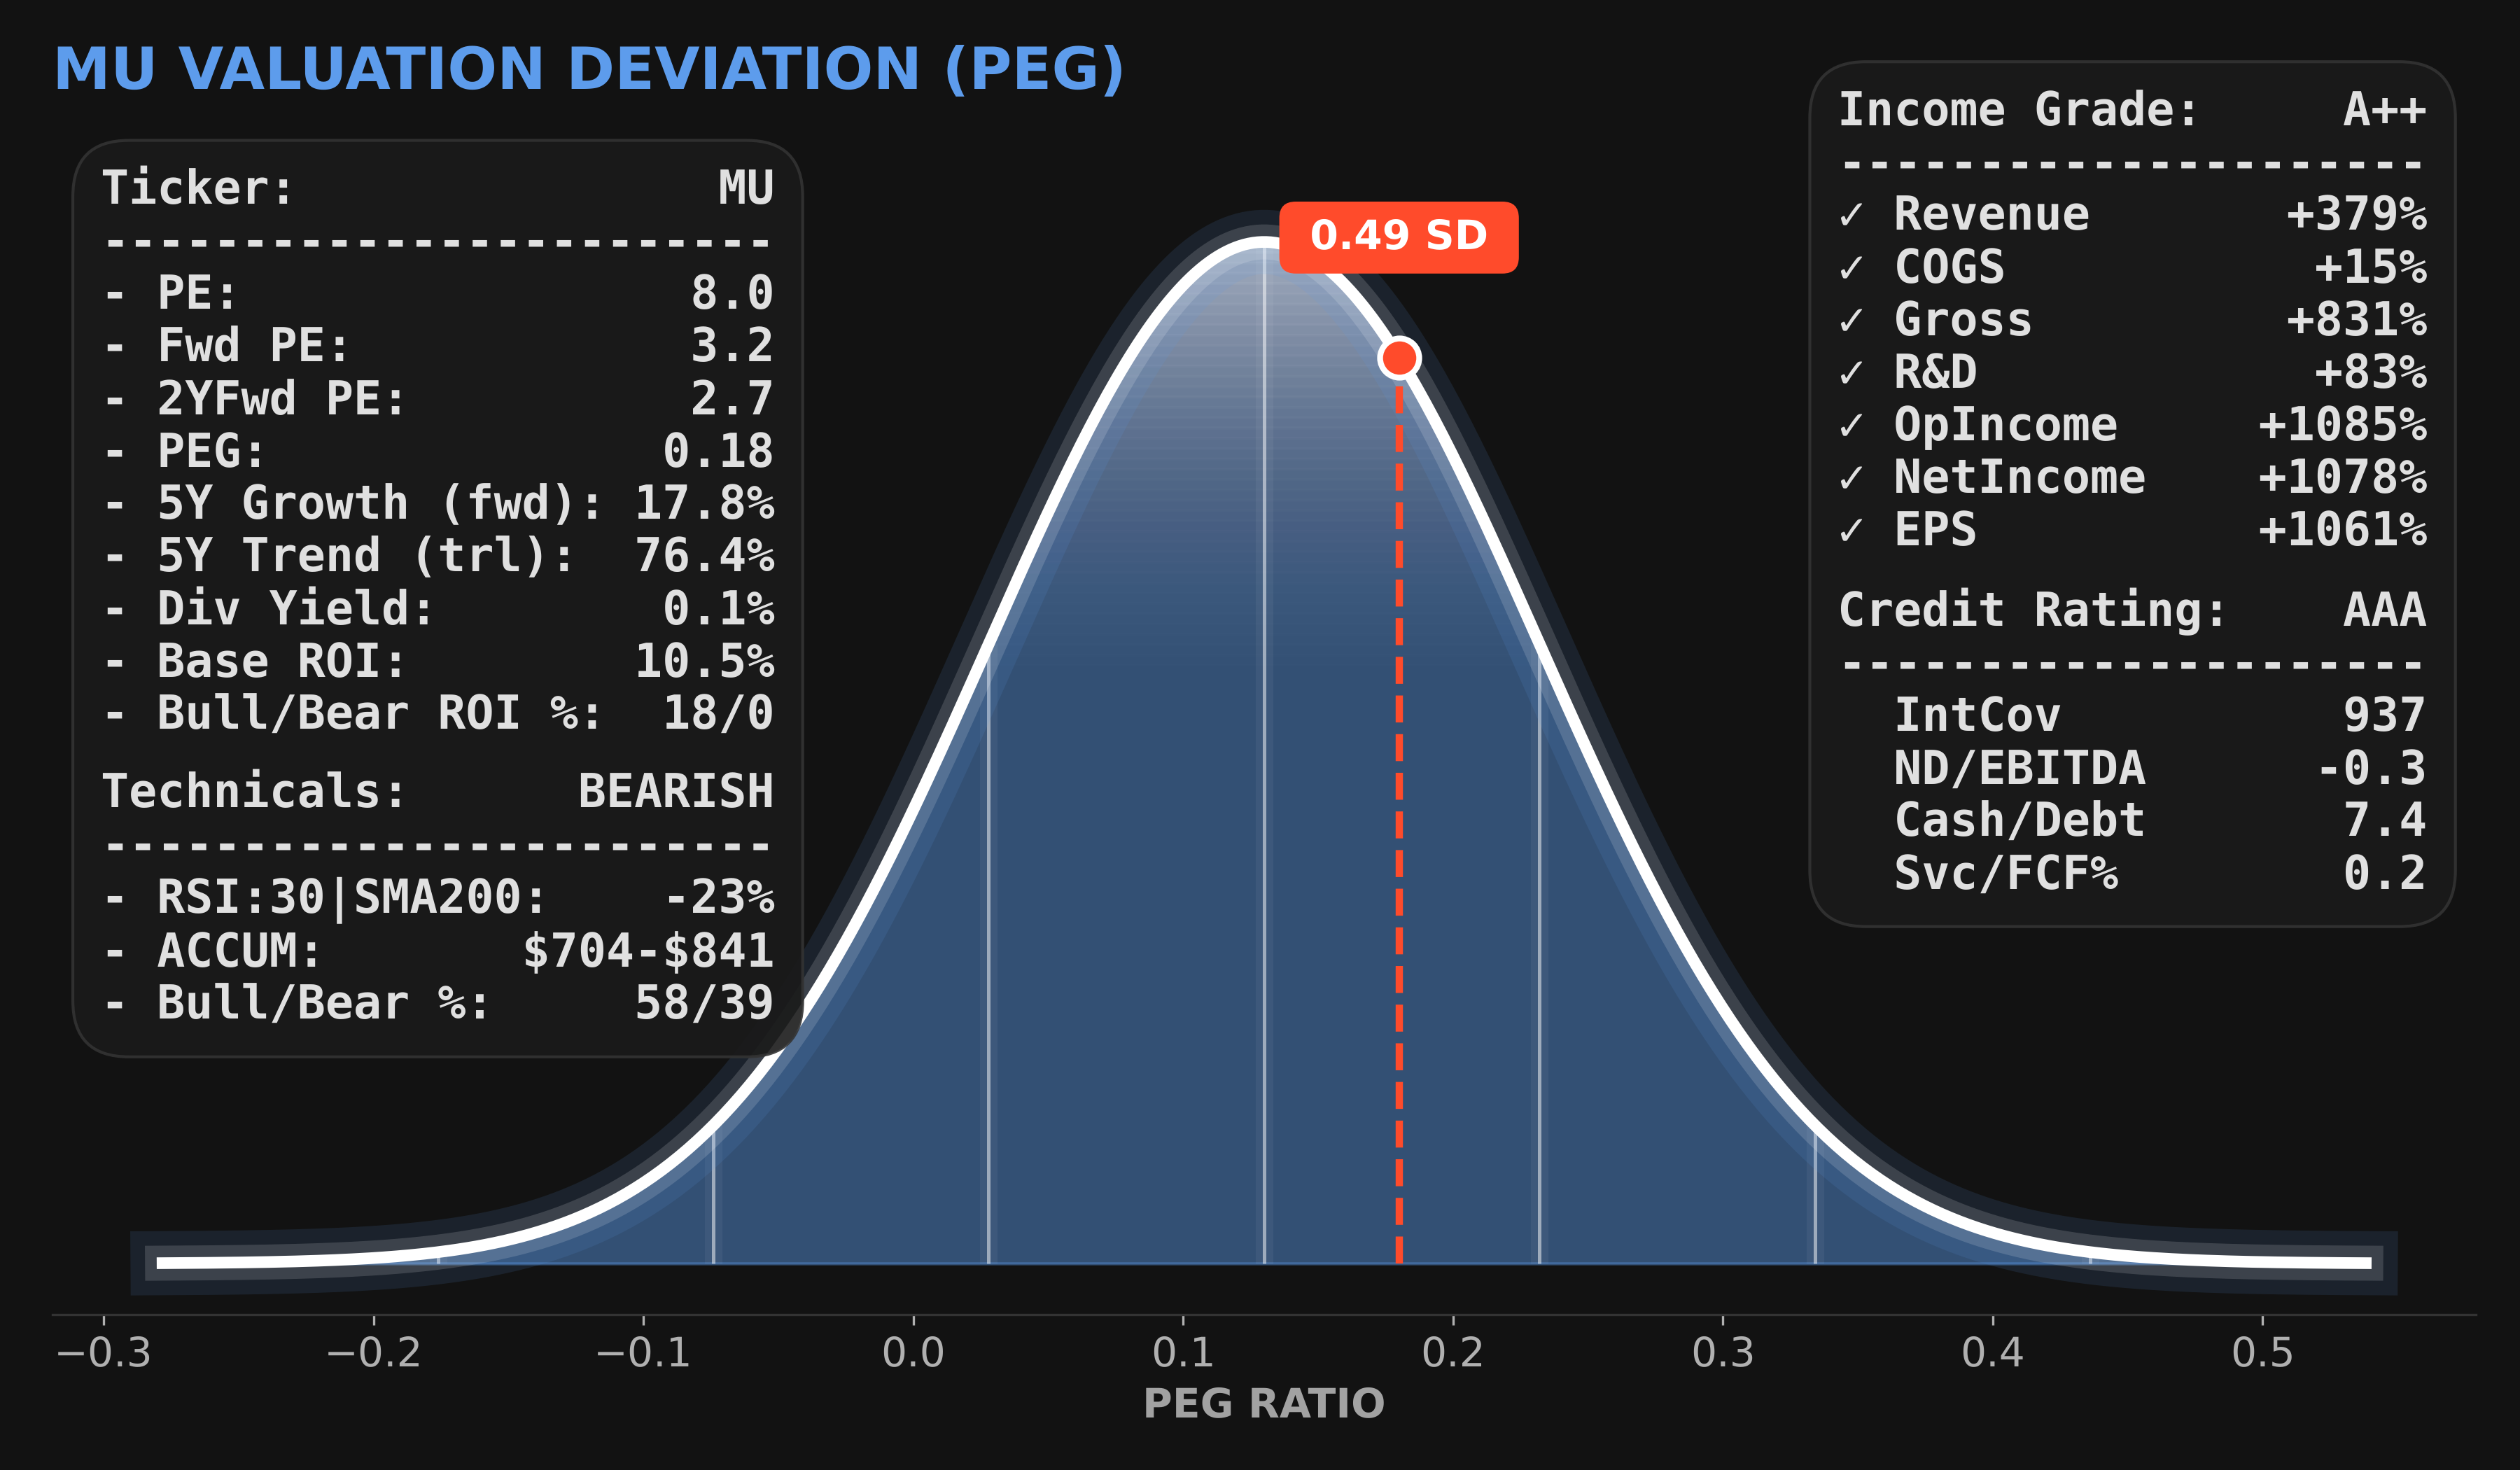 MU VALUATION DEVIATION (PEG)
Ticker: MU
--------------------------
- PE: 8.0
- Fwd PE: 3.2
- 2YFwd PE: 2.7
- PEG: 0.18
- 5Y Growth (fwd): 17.8%
- 5Y Trend (trl): 76.4%
- Div Yield: 0.1%
- Base ROI: 10.5%
- Bull/Bear ROI %: 18/0
Technicals: BEARISH
------------------------
- RSI:30|SMA200: -23%
- ACCUM: $704-$841
- Bull/Bear %: 58/39
0.49 SD
Income Grade: A++
---------------------
✓ Revenue +379%
✓ COGS +15%
✓ Gross +831%
✓ R&D +83%
✓ OpIncome +1085%
✓ NetIncome +1078%
✓ EPS +1061%
Credit Rating: AAA
---------------------
IntCov 937
ND/EBITDA -0.3
Cash/Debt 7.4
Svc/FCF% 0.2
−0.3 −0.2 −0.1 0.0 0.1 0.2 0.3 0.4 0.5
PEG RATIO